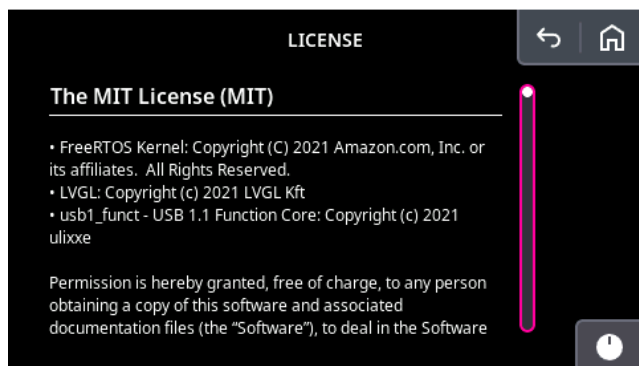 LICENSE
The MIT License (MIT)
• FreeRTOS Kernel: Copyright (C) 2021 Amazon.com, Inc. or
its affiliates.  All Rights Reserved.
• LVGL: Copyright (c) 2021 LVGL Kft
• usb1_funct - USB 1.1 Function Core: Copyright (c) 2021
ulixxe
Permission is hereby granted, free of charge, to any person
obtaining a copy of this software and associated
documentation files (the “Software”), to deal in the Software